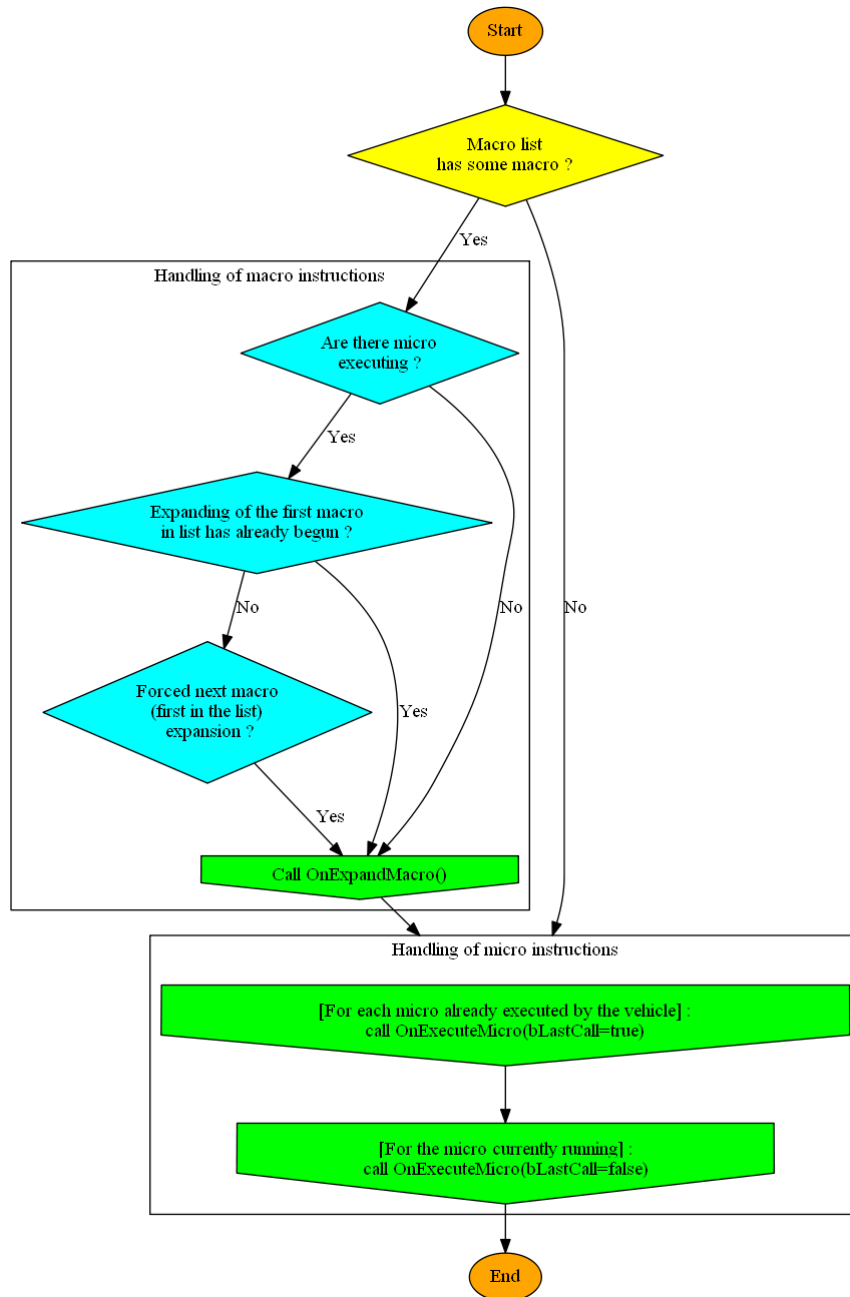 Start
Macro list
has some macro ?
Yes
Handling of macro instructions
Are there micro
executing ?
Yes
Expanding of the first macro
in list has already begun ?
No
No
No
Forced next macro
(first in the list)
expansion ?
Yes
Yes
Call OnExpandMacro()
Handling of micro instructions
[For each micro already executed by the vehicle] :
call OnExecuteMicro(bLastCall=true)
[For the micro currently running] :
call OnExecuteMicro(bLastCall=false)
End